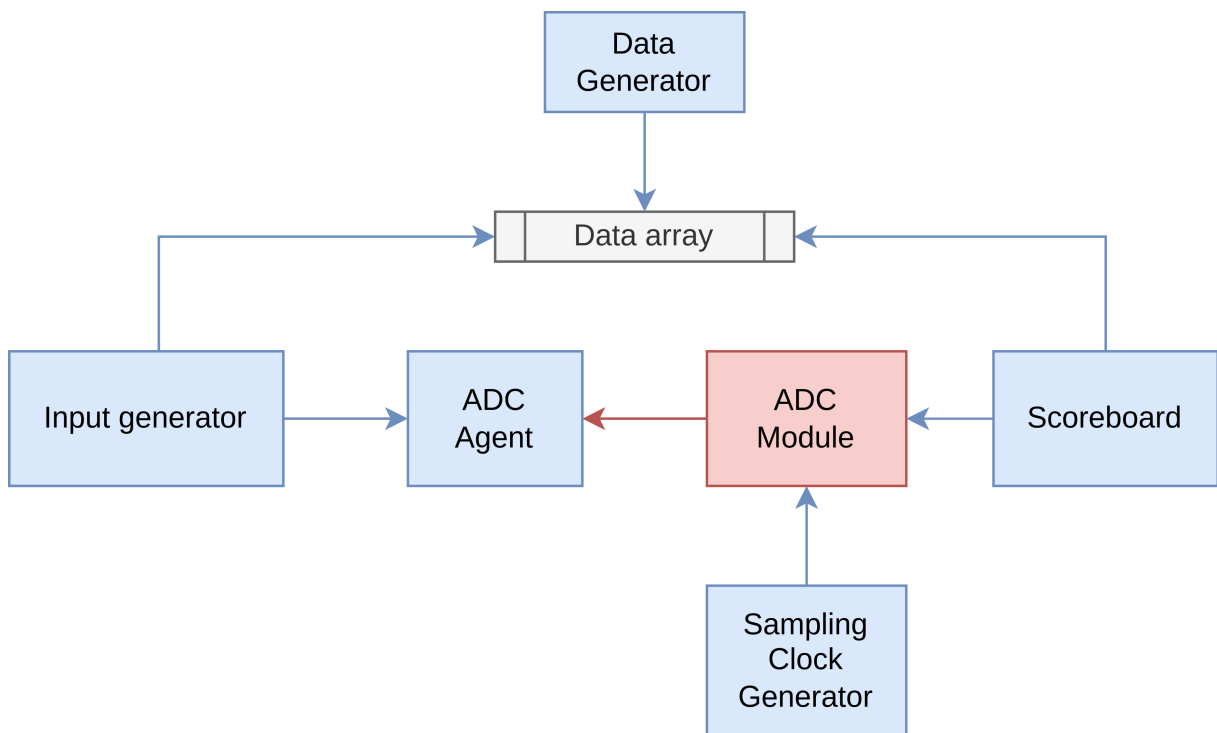 Data
Generator
Data array
Input generator
ADC
Agent
ADC
Module
Scoreboard
Sampling
Clock
Generator